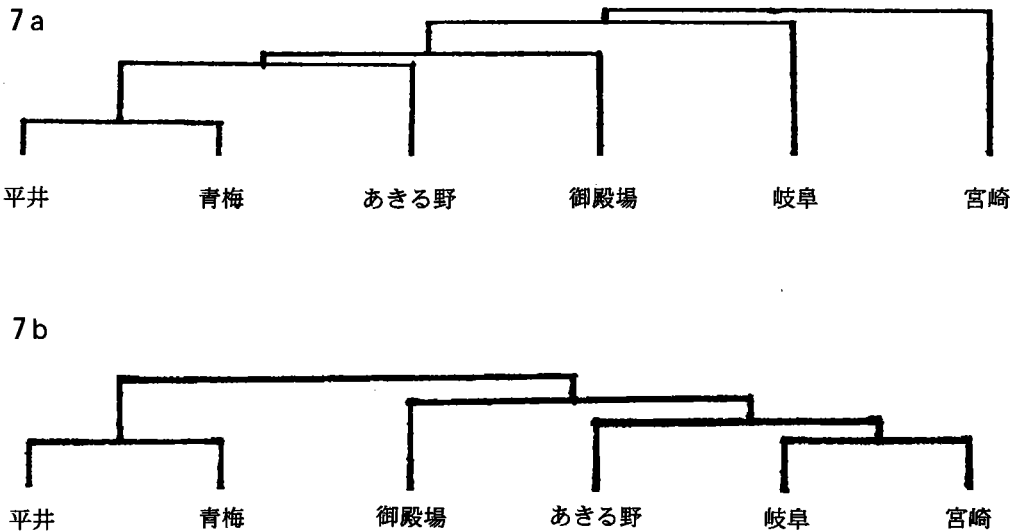 7a
平井 青梅 あきる野 御殿場 岐阜 宮崎
7b
平井 青梅 御殿場 あきる野 岐阜 宮崎